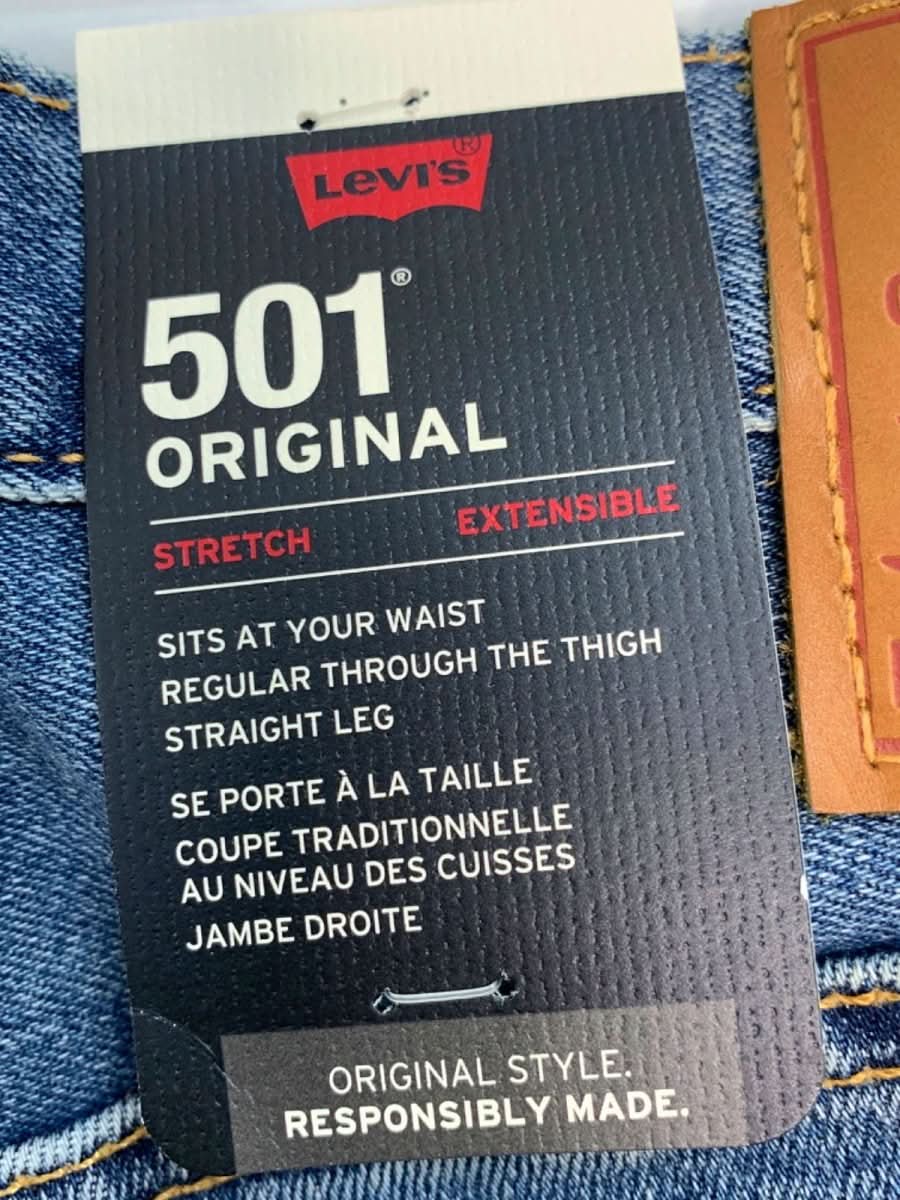 Levi's®
501®
ORIGINAL
STRETCH EXTENSIBLE
SITS AT YOUR WAIST
REGULAR THROUGH THE THIGH
STRAIGHT LEG
SE PORTE À LA TAILLE
COUPE TRADITIONNELLE
AU NIVEAU DES CUISSES
JAMBE DROITE
ORIGINAL STYLE.
RESPONSIBLY MADE.